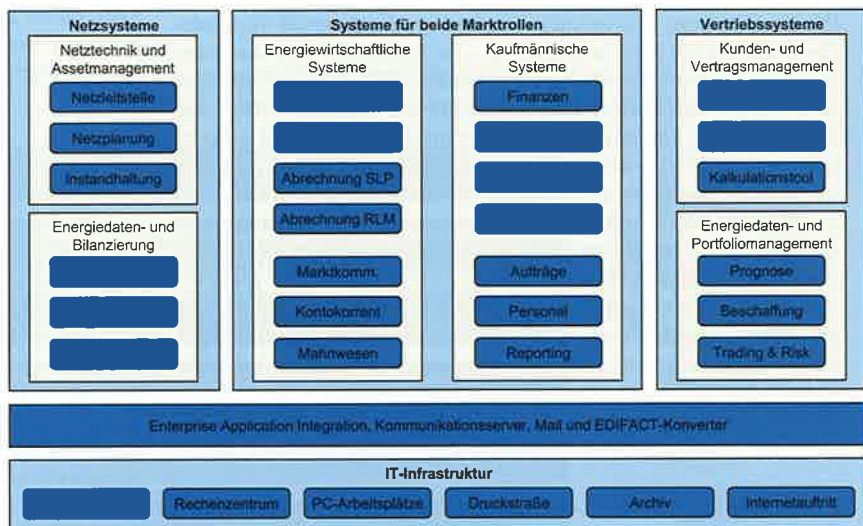 Netzsysteme
Netztechnik und
Assetmanagement
Netzleitstelle
Netzplanung
Instandhaltung
Energiedaten- und
Bilanzierung
Systeme für beide Marktrollen
Energiewirtschaftliche
Systeme
Abrechnung SLP
Abrechnung RLM
Marktkomm.
Kontokorrent
Mahnwesen
Kaufmännische
Systeme
Finanzen
Aufträge
Personal
Reporting
Vertriebssysteme
Kunden- und
Vertragsmanagement
Kalkulationstool
Energiedaten- und
Portfoliomanagement
Prognose
Beschaffung
Trading & Risk
Enterprise Application Integration, Kommunikationsserver, Mail und EDIFACT-Konverter
IT-Infrastruktur
Rechenzentrum
PC-Arbeitsplätze
Druckstraße
Archiv
Internetauftritt